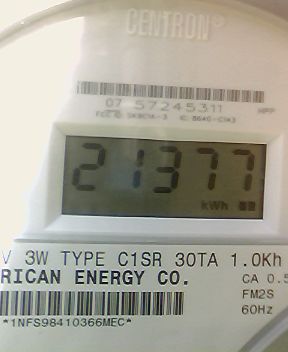 CENTRON®
07 57245311
21377
kWh
V 3W TYPE C1SR 30TA 1.0Kh
RICAN ENERGY CO.
CA 0.5
FM2S
60Hz
*1NFS98410366MEC*